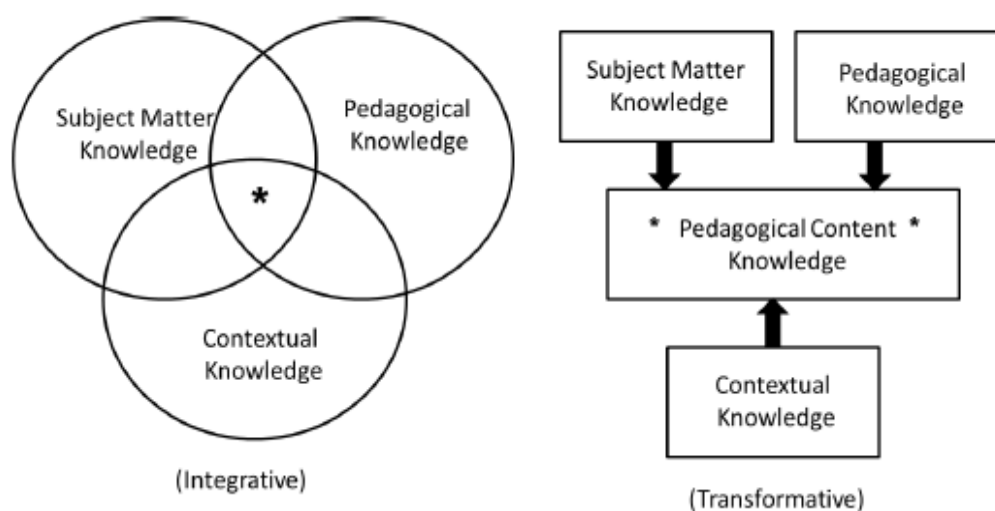 Subject Matter
Knowledge
Pedagogical
Knowledge
*
Contextual
Knowledge
(Integrative)
Subject Matter
Knowledge
Pedagogical
Knowledge
* Pedagogical Content *
Knowledge
Contextual
Knowledge
(Transformative)